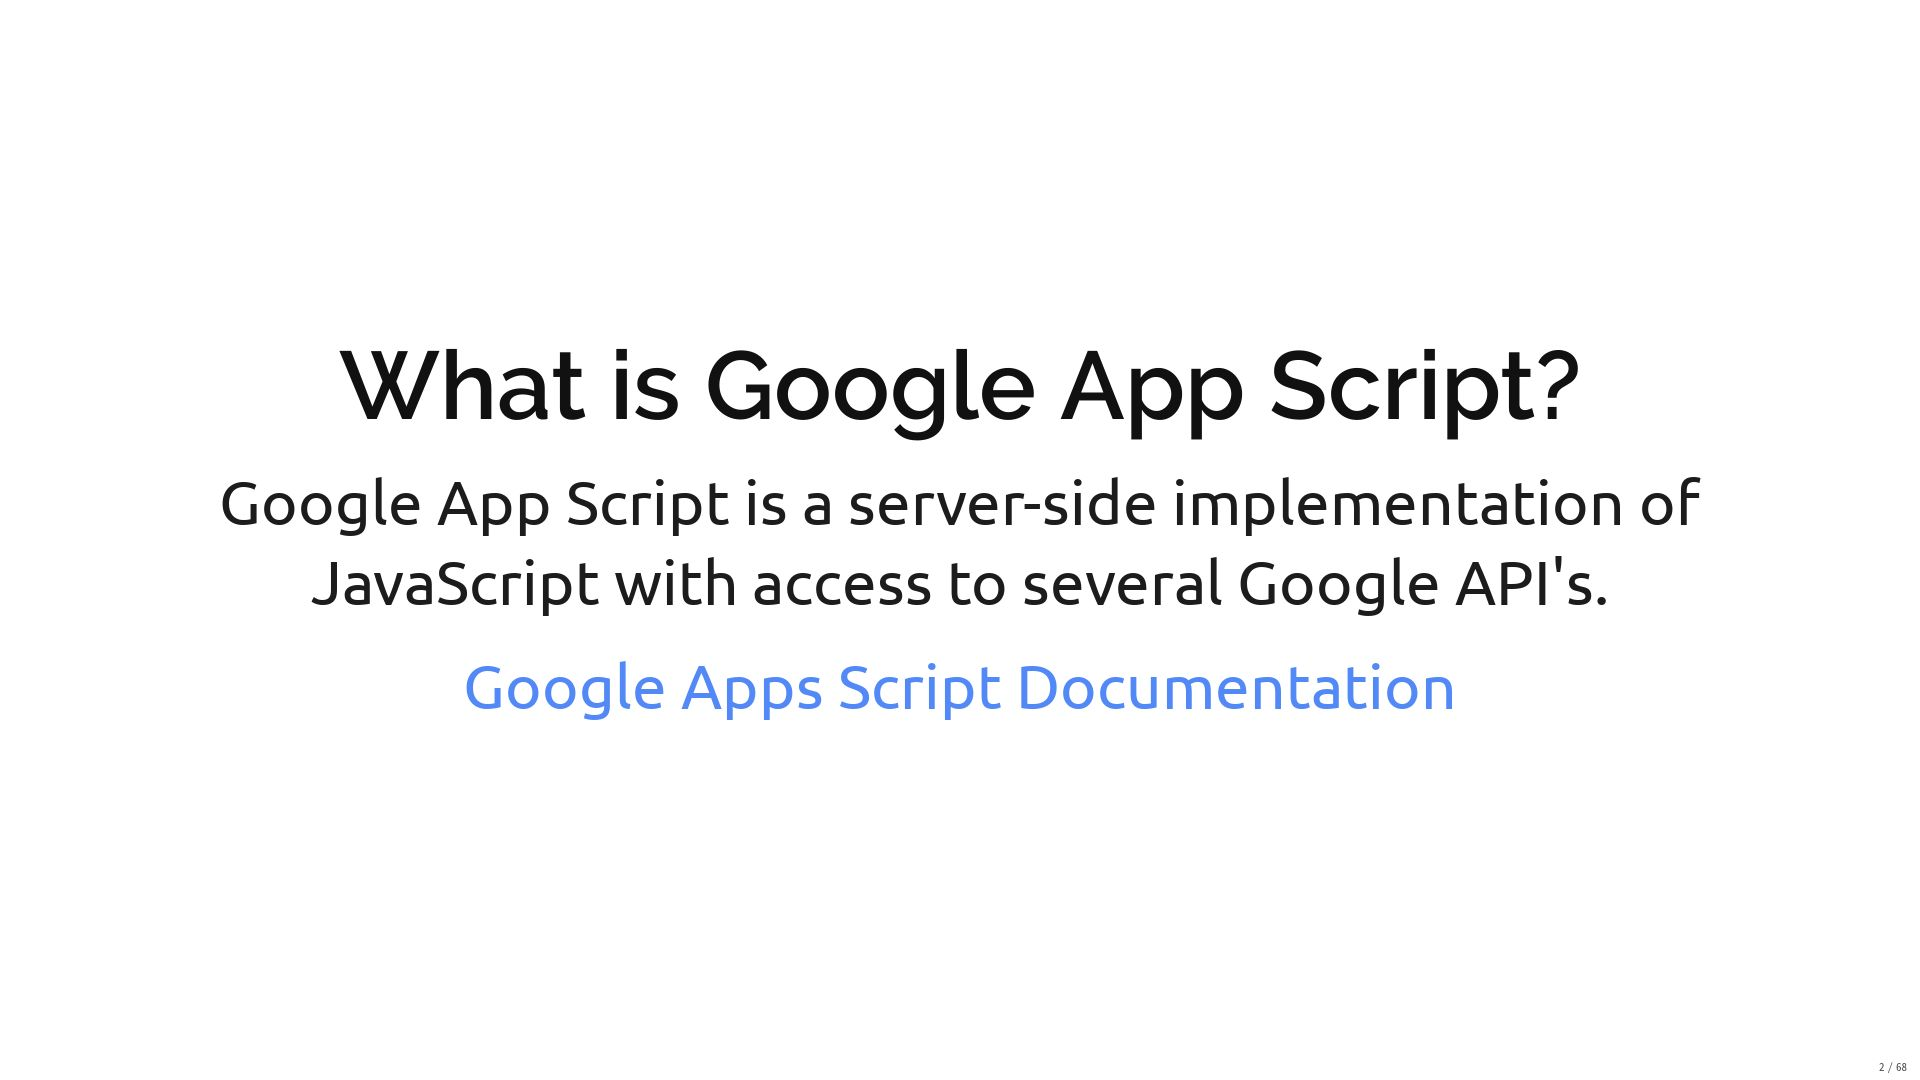 What is Google App Script?
Google App Script is a server-side implementation of
JavaScript with access to several Google API's.
Google Apps Script Documentation
2 / 68